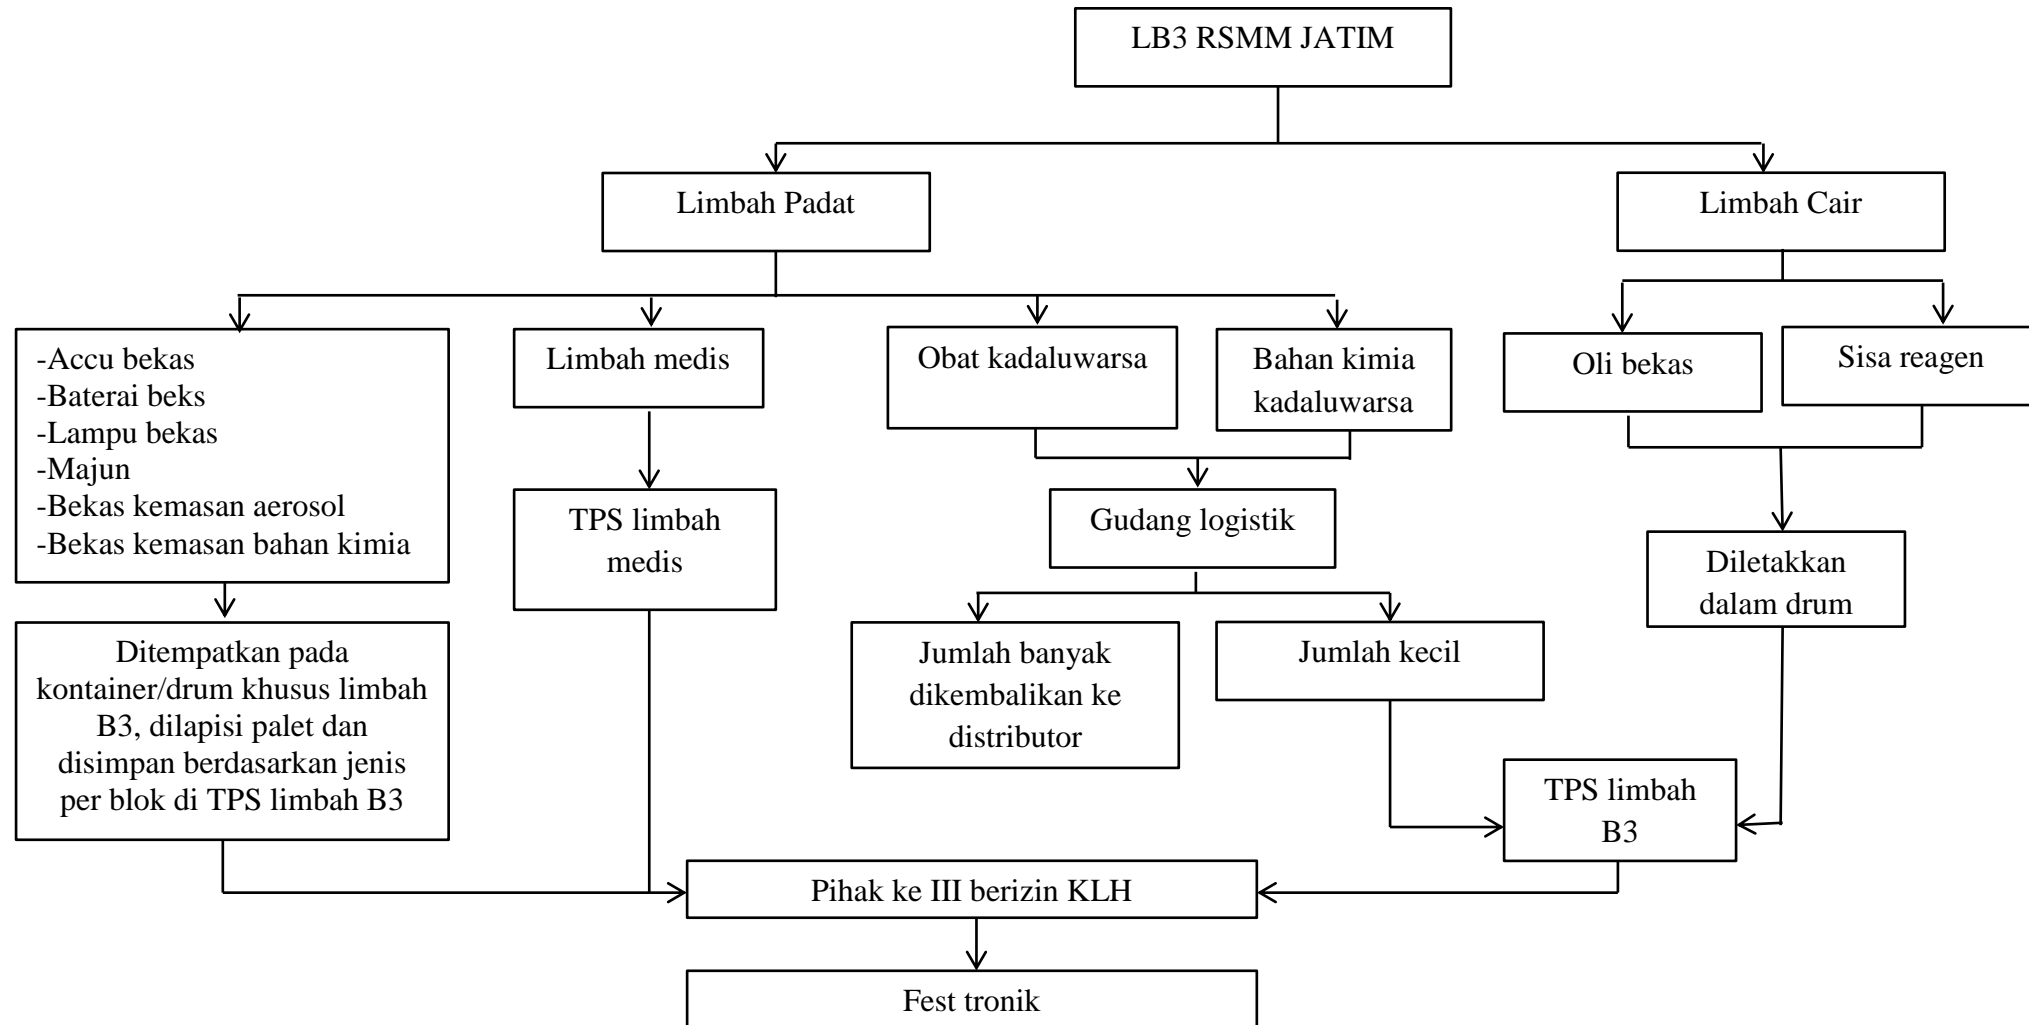 LB3 RSMM JATIM
Limbah Padat
Limbah Cair
-Accu bekas
-Baterai beks
-Lampu bekas
-Majun
-Bekas kemasan aerosol
-Bekas kemasan bahan kimia
Limbah medis
Obat kadaluwarsa
Bahan kimia
kadaluwarsa
Oli bekas
Sisa reagen
TPS limbah
medis
Gudang logistik
Diletakkan
dalam drum
Ditempatkan pada
kontainer/drum khusus limbah
B3, dilapisi palet dan
disimpan berdasarkan jenis
per blok di TPS limbah B3
Jumlah banyak
dikembalikan ke
distributor
Jumlah kecil
TPS limbah
B3
Pihak ke III berizin KLH
Fest tronik